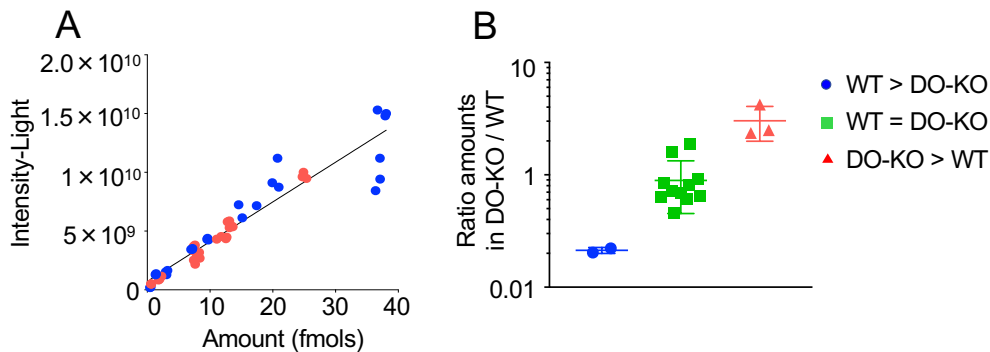 A
Intensity-Light
2.0×10¹⁰
1.5×10¹⁰
1×10¹⁰
5×10⁹
0
0 10 20 30 40
Amount (fmols)
B
Ratio amounts
in DO-KO / WT
10
1
0.01
WT > DO-KO
WT = DO-KO
DO-KO > WT